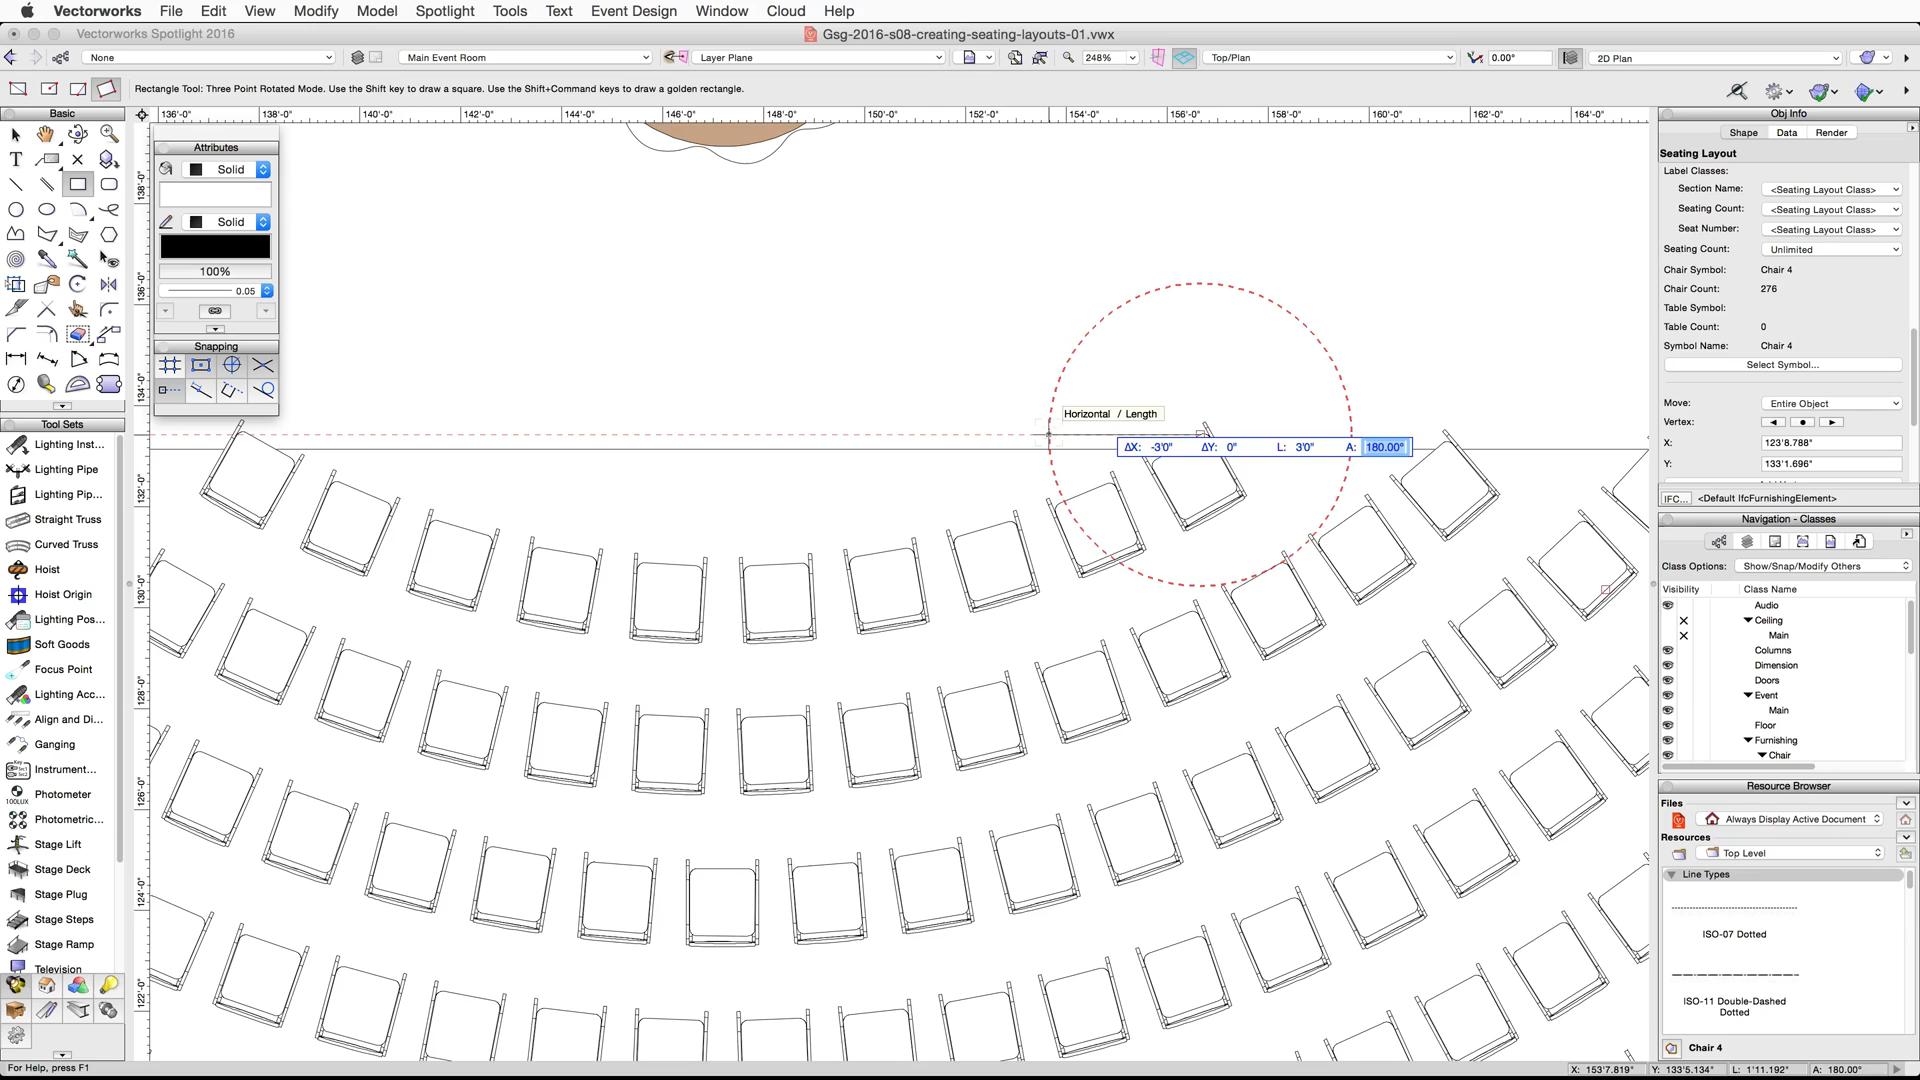 Vectorworks File Edit View Modify Model Spotlight Tools Text Event Design Window Cloud Help
Vectorworks Spotlight 2016
Gsg-2016-s08-creating-seating-layouts-01.vwx
None Main Event Room Layer Plane 248% Top/Plan 0.00° 2D Plan
Rectangle Tool: Three Point Rotated Mode. Use the Shift key to draw a square. Use the Shift+Command keys to draw a golden rectangle.
Basic
136'-0" 138'-0" 140'-0" 142'-0" 144'-0" 146'-0" 148'-0" 150'-0" 152'-0" 154'-0" 156'-0" 158'-0" 160'-0" 162'-0" 164'-0"
138'-0"
136'-0"
134'-0"
132'-0"
130'-0"
128'-0"
126'-0"
124'-0"
122'-0"
Attributes
Solid
Solid
100%
0.05
Snapping
Horizontal / Length
ΔX: -3'0" ΔY: 0" L: 3'0" A: 180.00°
Tool Sets
Lighting Inst...
Lighting Pipe
Lighting Pip...
Straight Truss
Curved Truss
Hoist
Hoist Origin
Lighting Pos...
Soft Goods
Focus Point
Lighting Acc...
Align and Di...
Ganging
Instrument...
Photometer
100LUX
Photometric...
Stage Lift
Stage Deck
Stage Plug
Stage Steps
Stage Ramp
Television
Obj Info
Shape Data Render
Seating Layout
Label Classes:
Section Name: <Seating Layout Class>
Seating Count: <Seating Layout Class>
Seat Number: <Seating Layout Class>
Seating Count: Unlimited
Chair Symbol: Chair 4
Chair Count: 276
Table Symbol:
Table Count: 0
Symbol Name: Chair 4
Select Symbol...
Move: Entire Object
Vertex:
X: 123'8.788"
Y: 133'1.696"
IFC... <Default IfcFurnishingElement>
Navigation - Classes
Class Options: Show/Snap/Modify Others
Visibility Class Name
Audio
Ceiling
Main
Columns
Dimension
Doors
Event
Main
Floor
Furnishing
Chair
Resource Browser
Files
Always Display Active Document
Resources
Top Level
Line Types
ISO-07 Dotted
ISO-11 Double-Dashed
Dotted
Chair 4
For Help, press F1
X: 153'7.819" Y: 133'5.134" L: 1'11.192" A: 180.00°